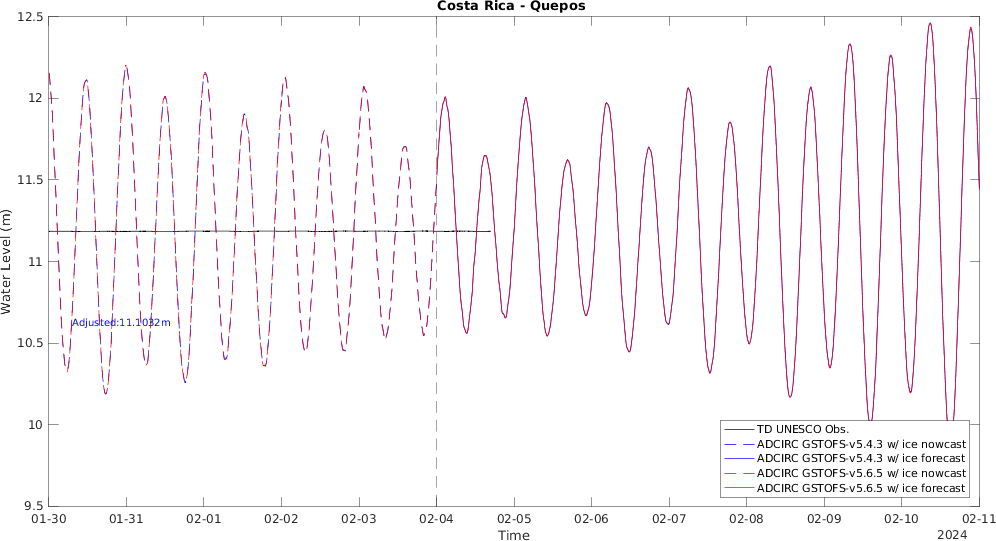 Costa Rica - Quepos
12.5
12
11.5
11
10.5
10
9.5
Water Level (m)
Adjusted:11.1032m
TD UNESCO Obs.
ADCIRC GSTOFS-v5.4.3 w/ ice nowcast
ADCIRC GSTOFS-v5.4.3 w/ ice forecast
ADCIRC GSTOFS-v5.6.5 w/ ice nowcast
ADCIRC GSTOFS-v5.6.5 w/ ice forecast
01-30 01-31 02-01 02-02 02-03 02-04 02-05 02-06 02-07 02-08 02-09 02-10 02-11
Time
2024